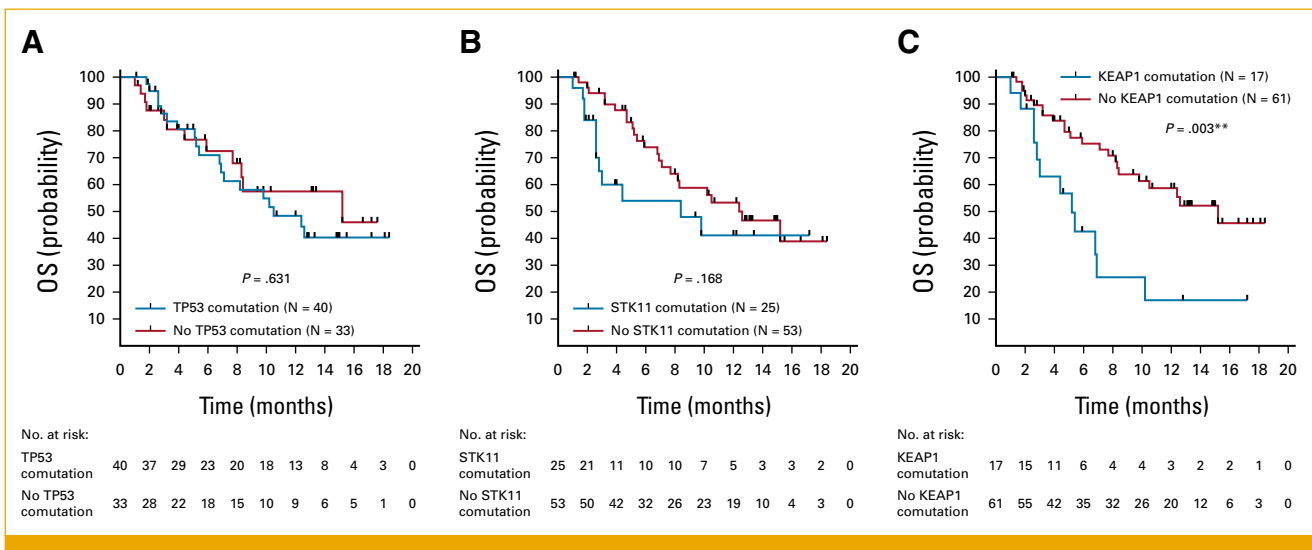 A
OS (probability)
100
90
80
70
60
50
40
30
20
10
P = .631
TP53 comutation (N = 40)
No TP53 comutation (N = 33)
0 2 4 6 8 10 12 14 16 18 20
Time (months)
No. at risk:
TP53
comutation 40 37 29 23 20 18 13 8 4 3 0
No TP53
comutation 33 28 22 18 15 10 9 6 5 1 0
B
OS (probability)
100
90
80
70
60
50
40
30
20
10
P = .168
STK11 comutation (N = 25)
No STK11 comutation (N = 53)
0 2 4 6 8 10 12 14 16 18 20
Time (months)
No. at risk:
STK11
comutation 25 21 11 10 10 7 5 3 3 2 0
No STK11
comutation 53 50 42 32 26 23 19 10 4 3 0
C
OS (probability)
100
90
80
70
60
50
40
30
20
10
KEAP1 comutation (N = 17)
No KEAP1 comutation (N = 61)
P = .003**
0 2 4 6 8 10 12 14 16 18 20
Time (months)
No. at risk:
KEAP1
comutation 17 15 11 6 4 4 3 2 2 1 0
No KEAP1
comutation 61 55 42 35 32 26 20 12 6 3 0